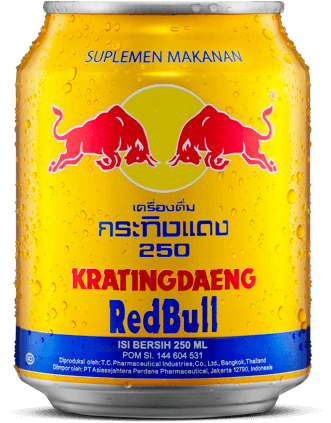 SUPLEMEN MAKANAN
เครื่องดื่ม
กระทิงแดง
250
KRATINGDAENG
RedBull
ISI BERSIH 250 ML
POM SI. 144 604 531
Diproduksi oleh: T.C. Pharmaceutical Industries, Co., Ltd., Bangkok, Thailand
Diimpor oleh: PT Asiasejahtera Perdana Pharmaceutical, Jakarta 12790, Indonesia